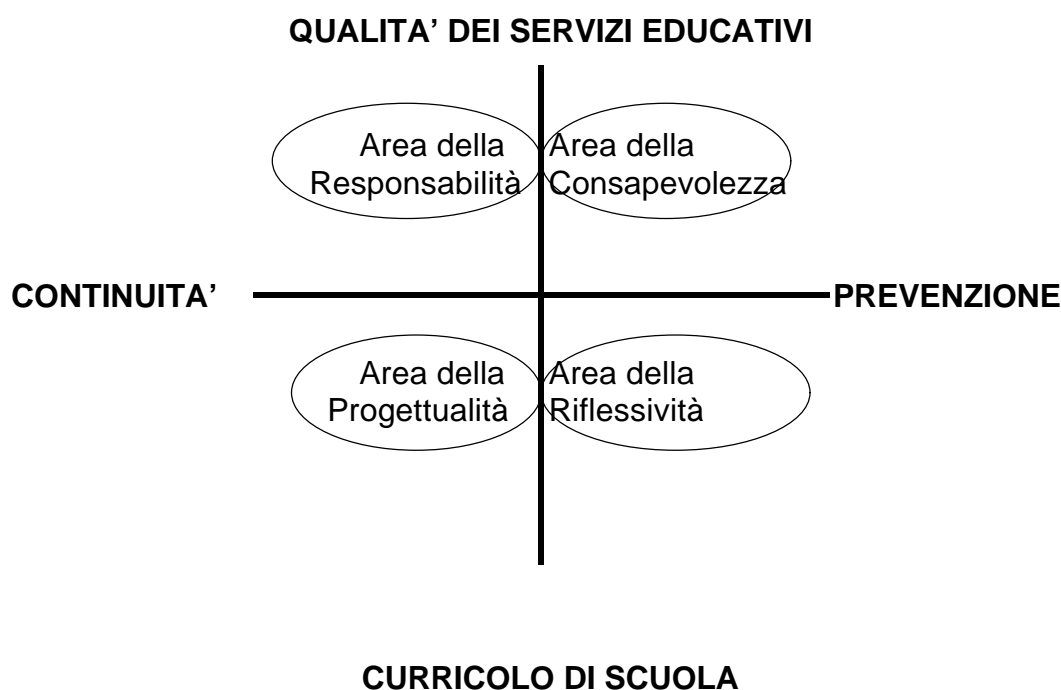 QUALITA’ DEI SERVIZI EDUCATIVI
Area della
Responsabilità
Area della
Consapevolezza
CONTINUITA’
PREVENZIONE
Area della
Progettualità
Area della
Riflessività
CURRICOLO DI SCUOLA